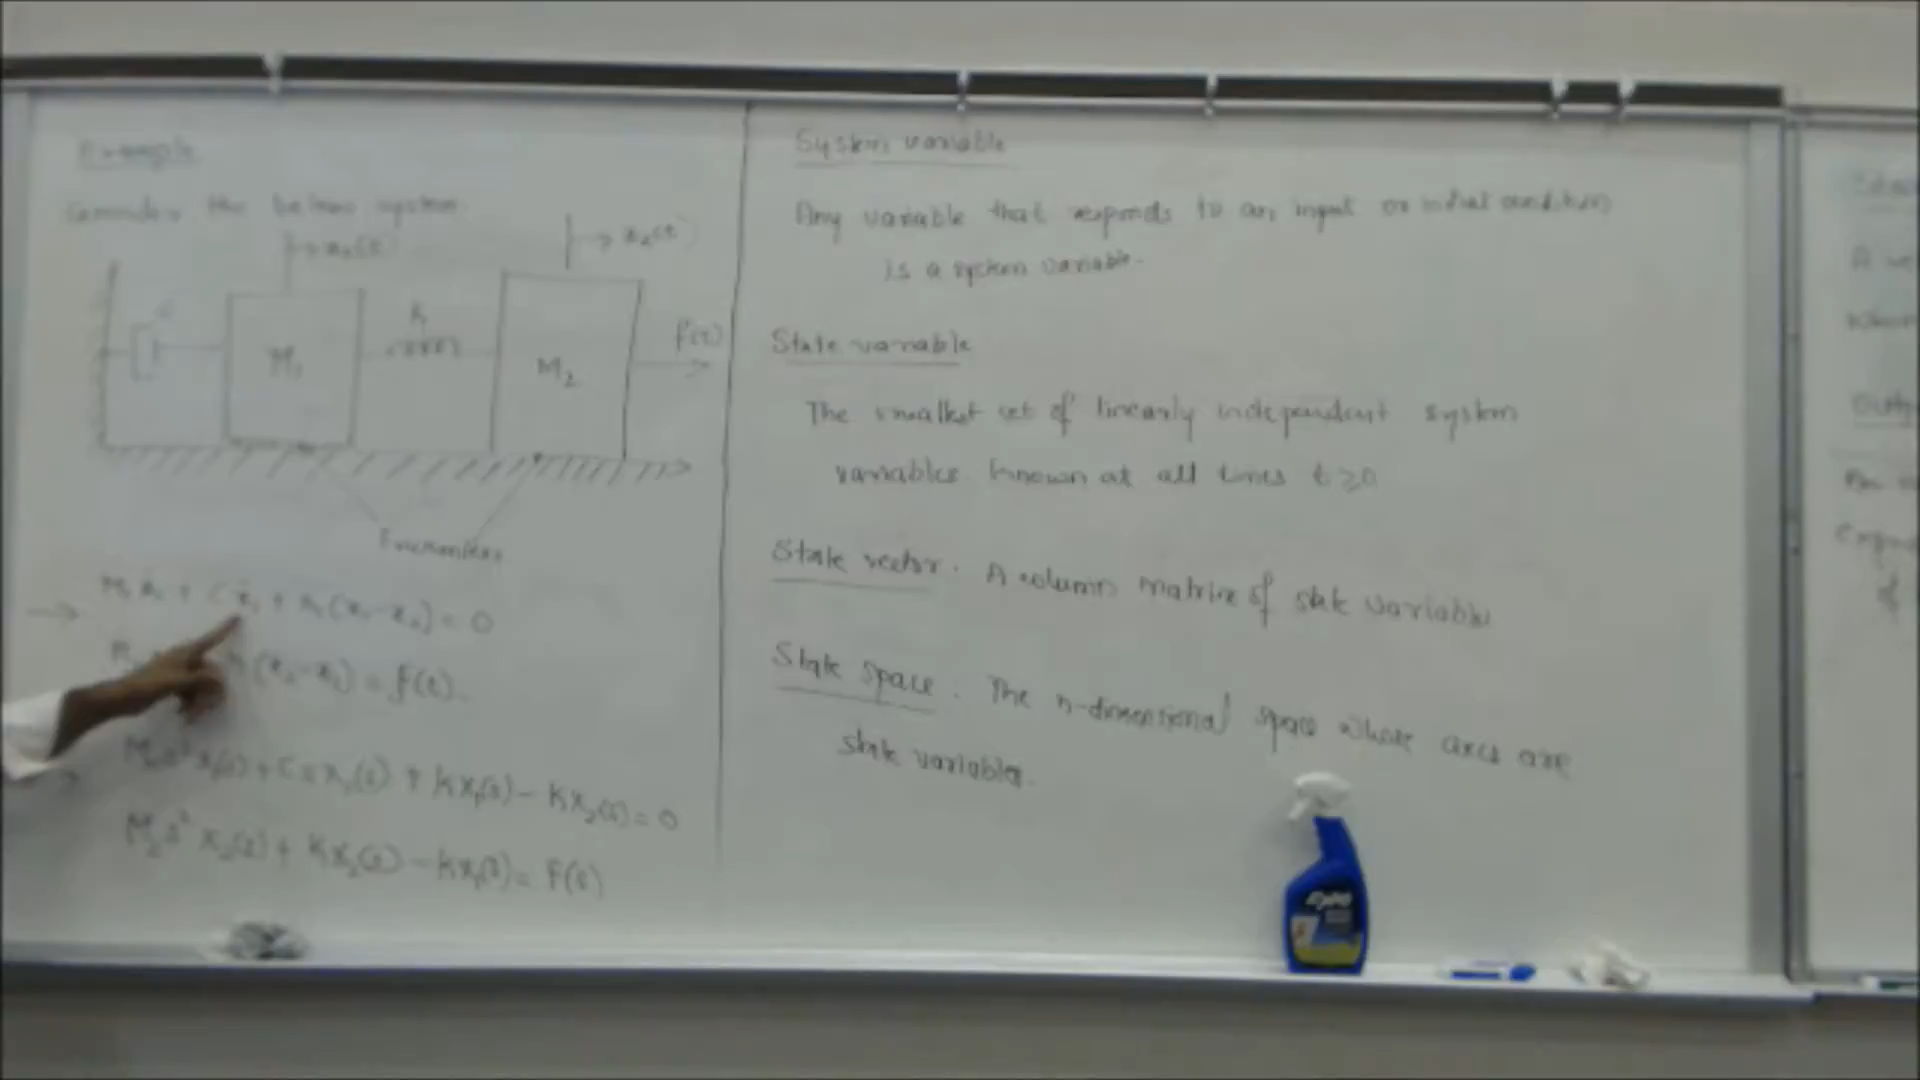 Example
Consider the below system
x₁(t)
x₂(t)
C
K
M₁
M₂
f(t)
Frictionless
M₁ẍ₁ + Cẋ₁ + K(x₁-x₂) = 0
K(x₂-x₁) = f(t).
M₁s²X₁(s) + CsX₁(s) + KX₁(s) - KX₂(s) = 0
M₂s²X₂(s) + KX₂(s) - KX₁(s) = F(s)
System variable
Any variable that responds to an input or initial conditions
is a system variable.
State variable
The smallest set of linearly independent system
variables known at all times t ≥ 0
State vector. A column matrix of state variables
State space. The n-dimensional space whose axes are
state variables.
Expo